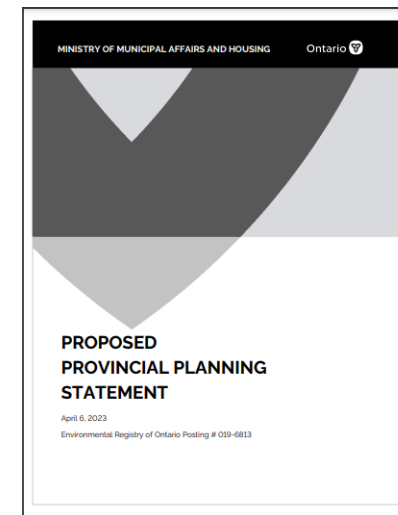 MINISTRY OF MUNICIPAL AFFAIRS AND HOUSING Ontario
PROPOSED
PROVINCIAL PLANNING
STATEMENT
April 6, 2023
Environmental Registry of Ontario Posting # 019-6813